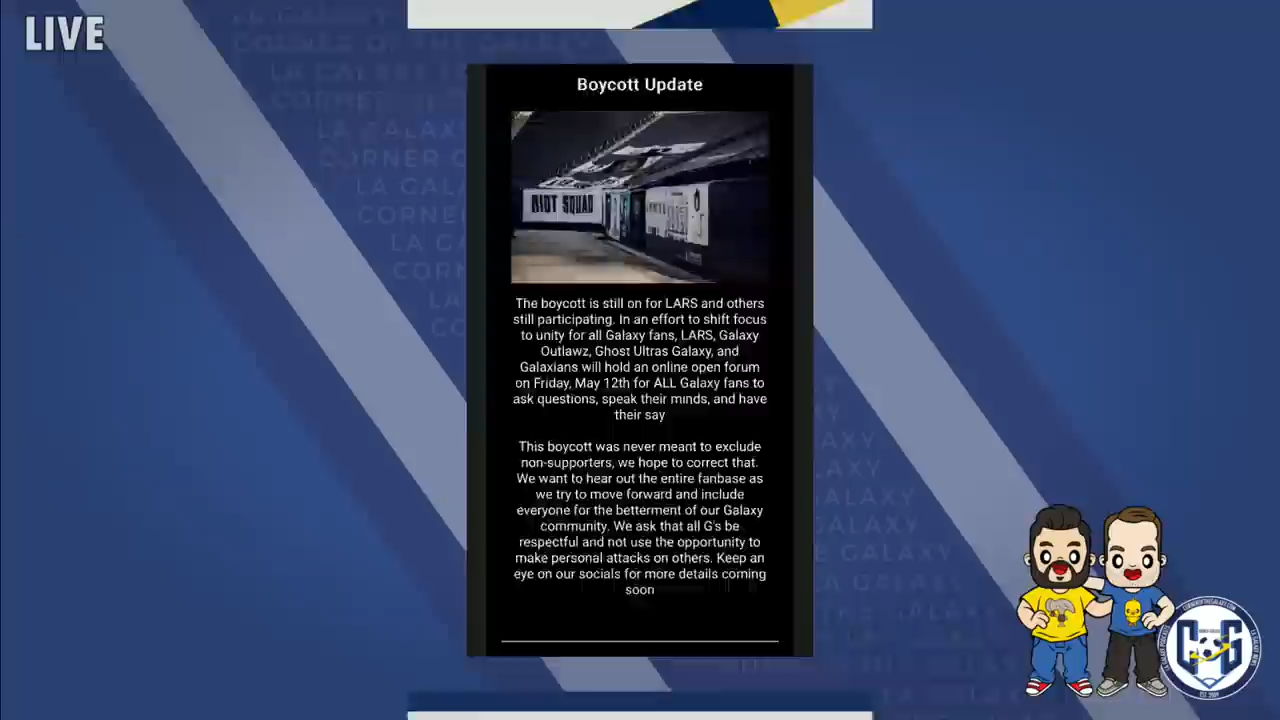 LIVE
Boycott Update
RIOT SQUAD
The boycott is still on for LARS and others
still participating. In an effort to shift focus
to unity for all Galaxy fans, LARS, Galaxy
Outlawz, Ghost Ultras Galaxy, and
Galaxians will hold an online open forum
on Friday, May 12th for ALL Galaxy fans to
ask questions, speak their minds, and have
their say
This boycott was never meant to exclude
non-supporters, we hope to correct that.
We want to hear out the entire fanbase as
we try to move forward and include
everyone for the betterment of our Galaxy
community. We ask that all G's be
respectful and not use the opportunity to
make personal attacks on others. Keep an
eye on our socials for more details coming
soon